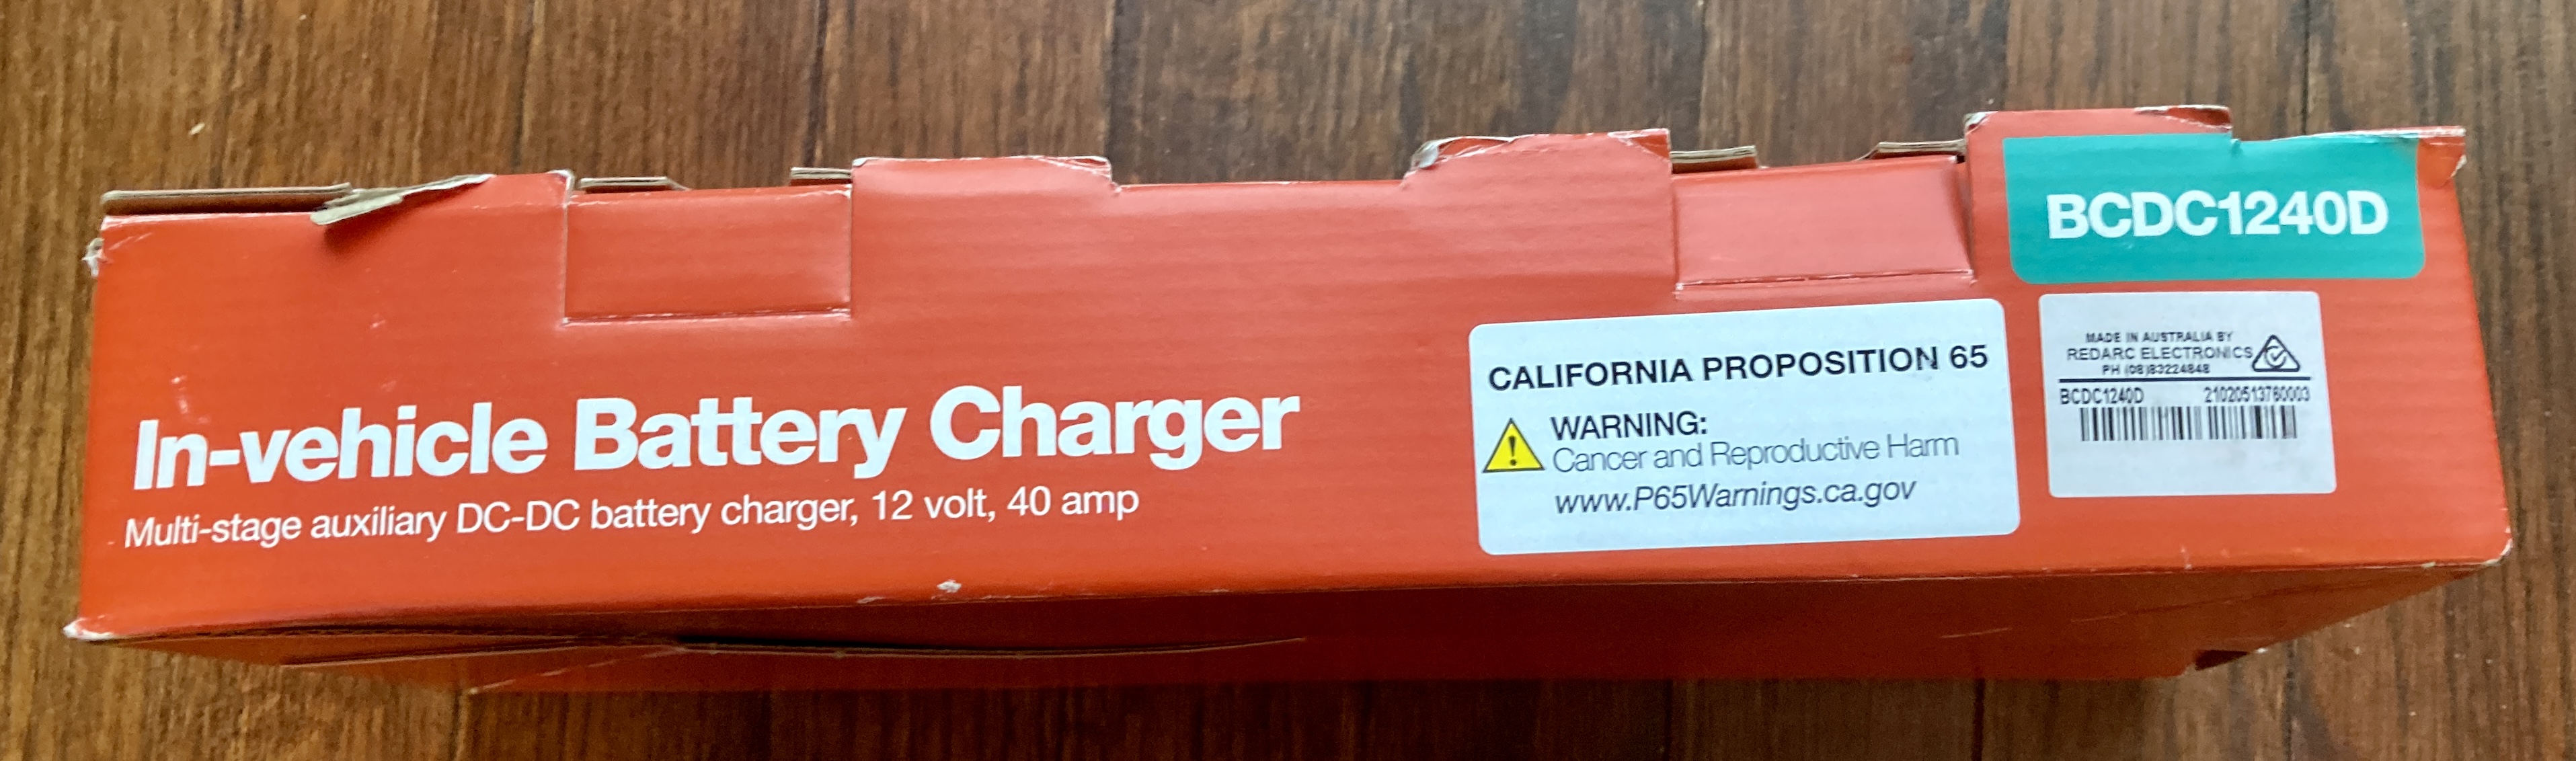 In-vehicle Battery Charger
Multi-stage auxiliary DC-DC battery charger, 12 volt, 40 amp
CALIFORNIA PROPOSITION 65
WARNING:
Cancer and Reproductive Harm
www.P65Warnings.ca.gov
BCDC1240D
MADE IN AUSTRALIA BY
REDARC ELECTRONICS
PH (08)83224848
BCDC1240D 21020513760003